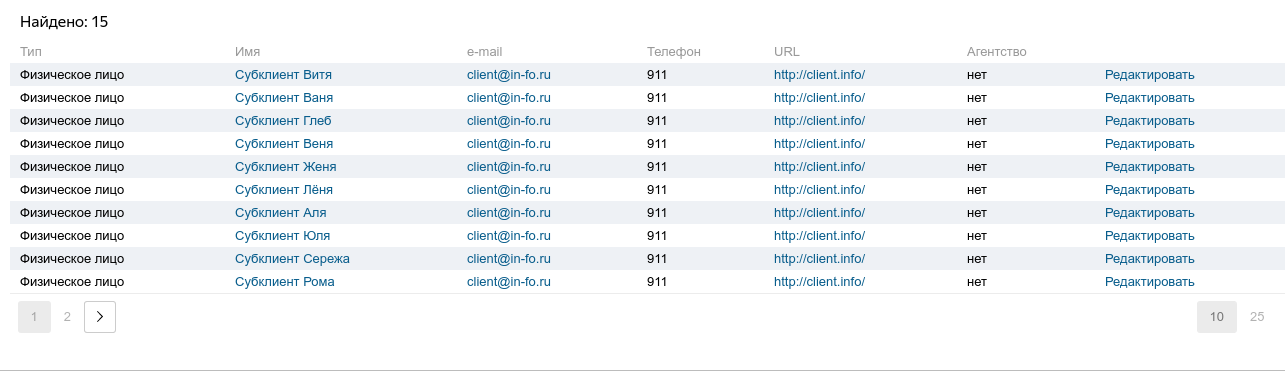 Найдено: 15
Тип Имя e-mail Телефон URL Агентство
Физическое лицо Субклиент Витя client@in-fo.ru 911 http://client.info/ нет Редактировать
Физическое лицо Субклиент Ваня client@in-fo.ru 911 http://client.info/ нет Редактировать
Физическое лицо Субклиент Глеб client@in-fo.ru 911 http://client.info/ нет Редактировать
Физическое лицо Субклиент Веня client@in-fo.ru 911 http://client.info/ нет Редактировать
Физическое лицо Субклиент Женя client@in-fo.ru 911 http://client.info/ нет Редактировать
Физическое лицо Субклиент Лёня client@in-fo.ru 911 http://client.info/ нет Редактировать
Физическое лицо Субклиент Аля client@in-fo.ru 911 http://client.info/ нет Редактировать
Физическое лицо Субклиент Юля client@in-fo.ru 911 http://client.info/ нет Редактировать
Физическое лицо Субклиент Сережа client@in-fo.ru 911 http://client.info/ нет Редактировать
Физическое лицо Субклиент Рома client@in-fo.ru 911 http://client.info/ нет Редактировать
1 2 10 25